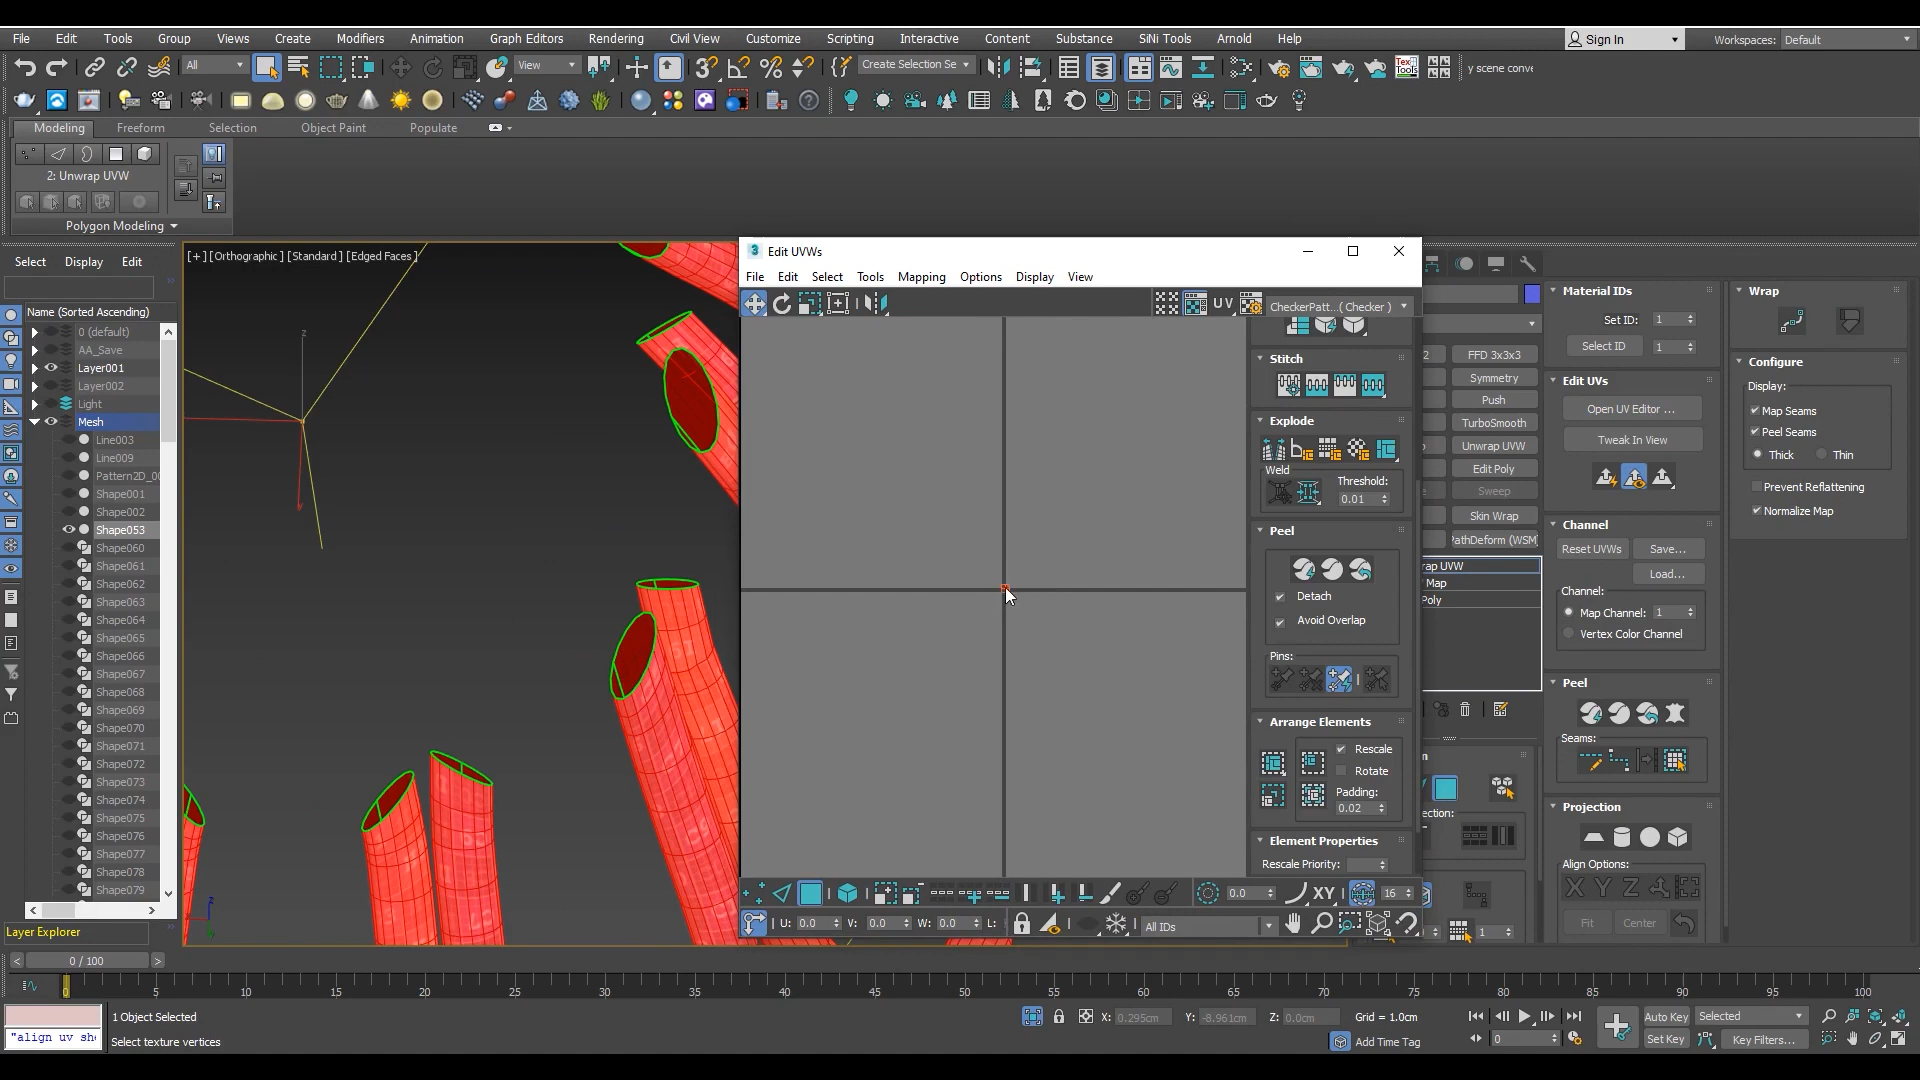 File Edit Tools Group Views Create Modifiers Animation Graph Editors Rendering Civil View Customize Scripting Interactive Content Substance SiNi Tools Arnold Help
Sign In
Workspaces: Default
All
View
Create Selection Se
y scene conve
Modeling Freeform Selection Object Paint Populate
2: Unwrap UVW
Polygon Modeling
Select Display Edit
Name (Sorted Ascending)
0 (default)
AA_Save
Layer001
Layer002
Light
Mesh
Line003
Line009
Pattern2D_00
Shape001
Shape002
Shape053
Shape060
Shape061
Shape062
Shape063
Shape064
Shape065
Shape066
Shape067
Shape068
Shape069
Shape070
Shape071
Shape072
Shape073
Shape074
Shape075
Shape076
Shape077
Shape078
Shape079
Layer Explorer
[+] [Orthographic ] [Standard ] [Edged Faces ]
Edit UVWs
File Edit Select Tools Mapping Options Display View
UV
CheckerPatt...( Checker )
Stitch
Explode
Weld
Threshold:
0.01
Peel
Detach
Avoid Overlap
Pins:
Arrange Elements
Rescale
Rotate
Padding:
0.02
Element Properties
Rescale Priority:
0.0
XY
16
U: 0.0 V: 0.0 W: 0.0 L:
All IDs
2
FFD 3x3x3
Symmetry
Push
TurboSmooth
Unwrap UVW
Edit Poly
Sweep
Skin Wrap
PathDeform (WSM)
rap UVW
Map
Poly
ection:
1
Material IDs
Set ID: 1
Select ID 1
Edit UVs
Open UV Editor ...
Tweak In View
Channel
Reset UVWs Save...
Load...
Channel:
Map Channel: 1
Vertex Color Channel
Peel
Seams:
Projection
Align Options:
X Y Z
Fit Center
Wrap
Configure
Display:
Map Seams
Peel Seams
Thick Thin
Prevent Reflattening
Normalize Map
0 / 100
0 5 10 15 20 25 30 35 40 45 50 55 60 65 70 75 80 85 90 95 100
"align uv sh
1 Object Selected
Select texture vertices
X: 0.295cm Y: -8.961cm Z: 0.0cm Grid = 1.0cm
Add Time Tag
0
Auto Key Selected
Set Key Key Filters...